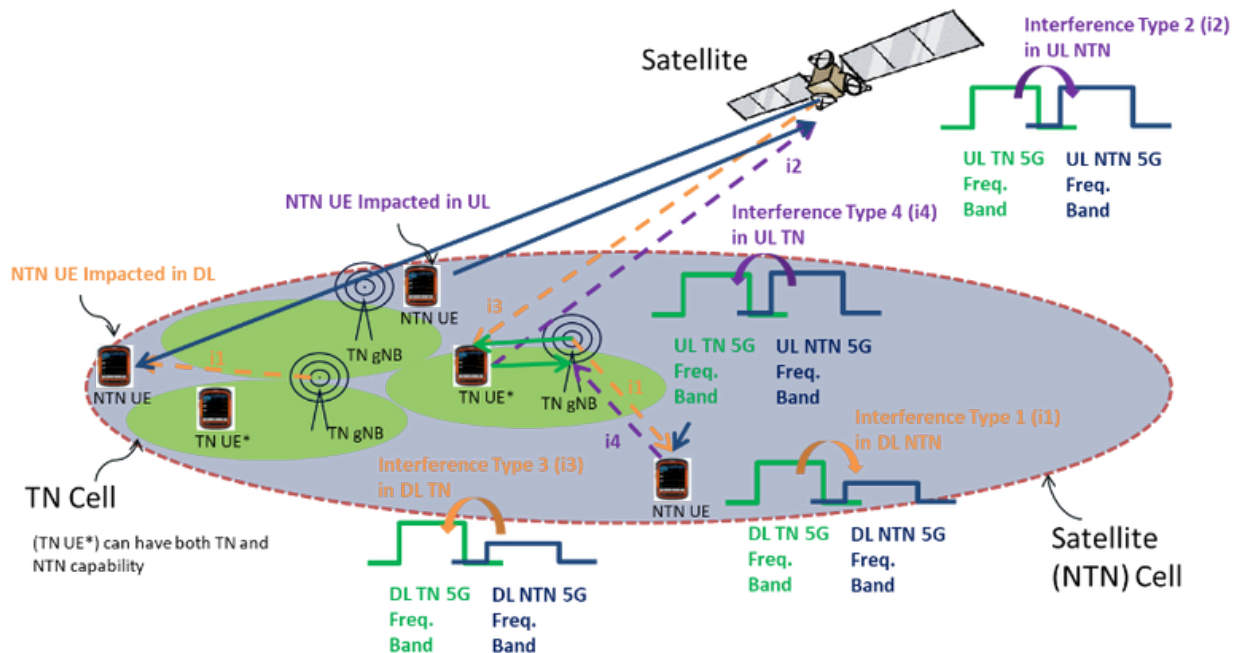 Satellite
Interference Type 2 (i2)
in UL NTN
UL TN 5G
Freq.
Band
UL NTN 5G
Freq.
Band
i2
NTN UE Impacted in UL
Interference Type 4 (i4)
in UL TN
NTN UE Impacted in DL
NTN UE
i3
TN gNB
UL TN 5G
Freq.
Band
UL NTN 5G
Freq.
Band
i1
NTN UE
TN UE*
TN gNB
i1
TN UE*
TN gNB
i4
Interference Type 1 (i1)
in DL NTN
Interference Type 3 (i3)
in DL TN
NTN UE
TN Cell
(TN UE*) can have both TN and
NTN capability
DL TN 5G
Freq.
Band
DL NTN 5G
Freq.
Band
Satellite
(NTN) Cell
DL TN 5G
Freq.
Band
DL NTN 5G
Freq.
Band